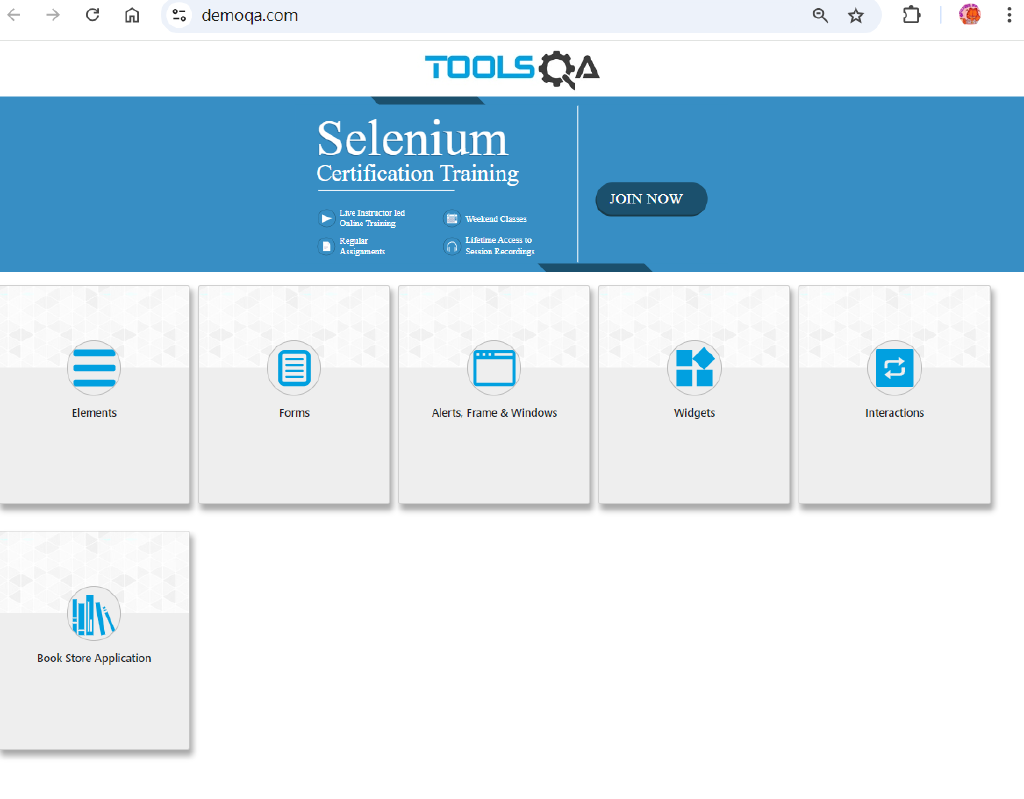 demoqa.com
TOOLSQA
Selenium
Certification Training
Live Instructor led
Online Training
Weekend Classes
Regular
Assignments
Lifetime Access to
Session Recordings
JOIN NOW
Elements
Forms
Alerts, Frame & Windows
Widgets
Interactions
Book Store Application